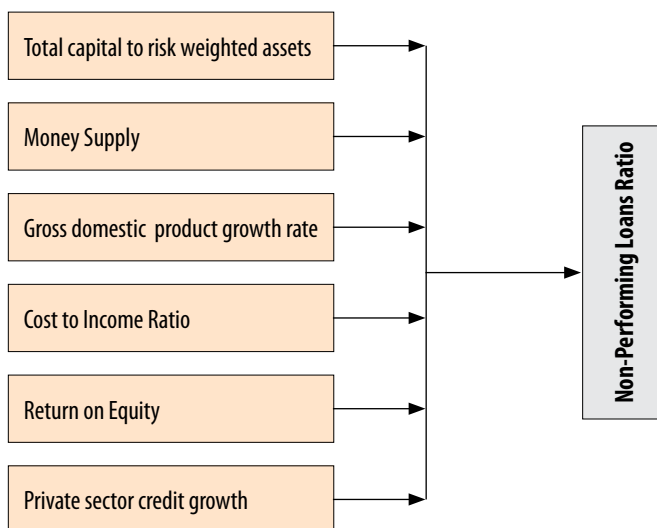 Total capital to risk weighted assets
Money Supply
Gross domestic product growth rate
Cost to Income Ratio
Return on Equity
Private sector credit growth
Non-Performing Loans Ratio